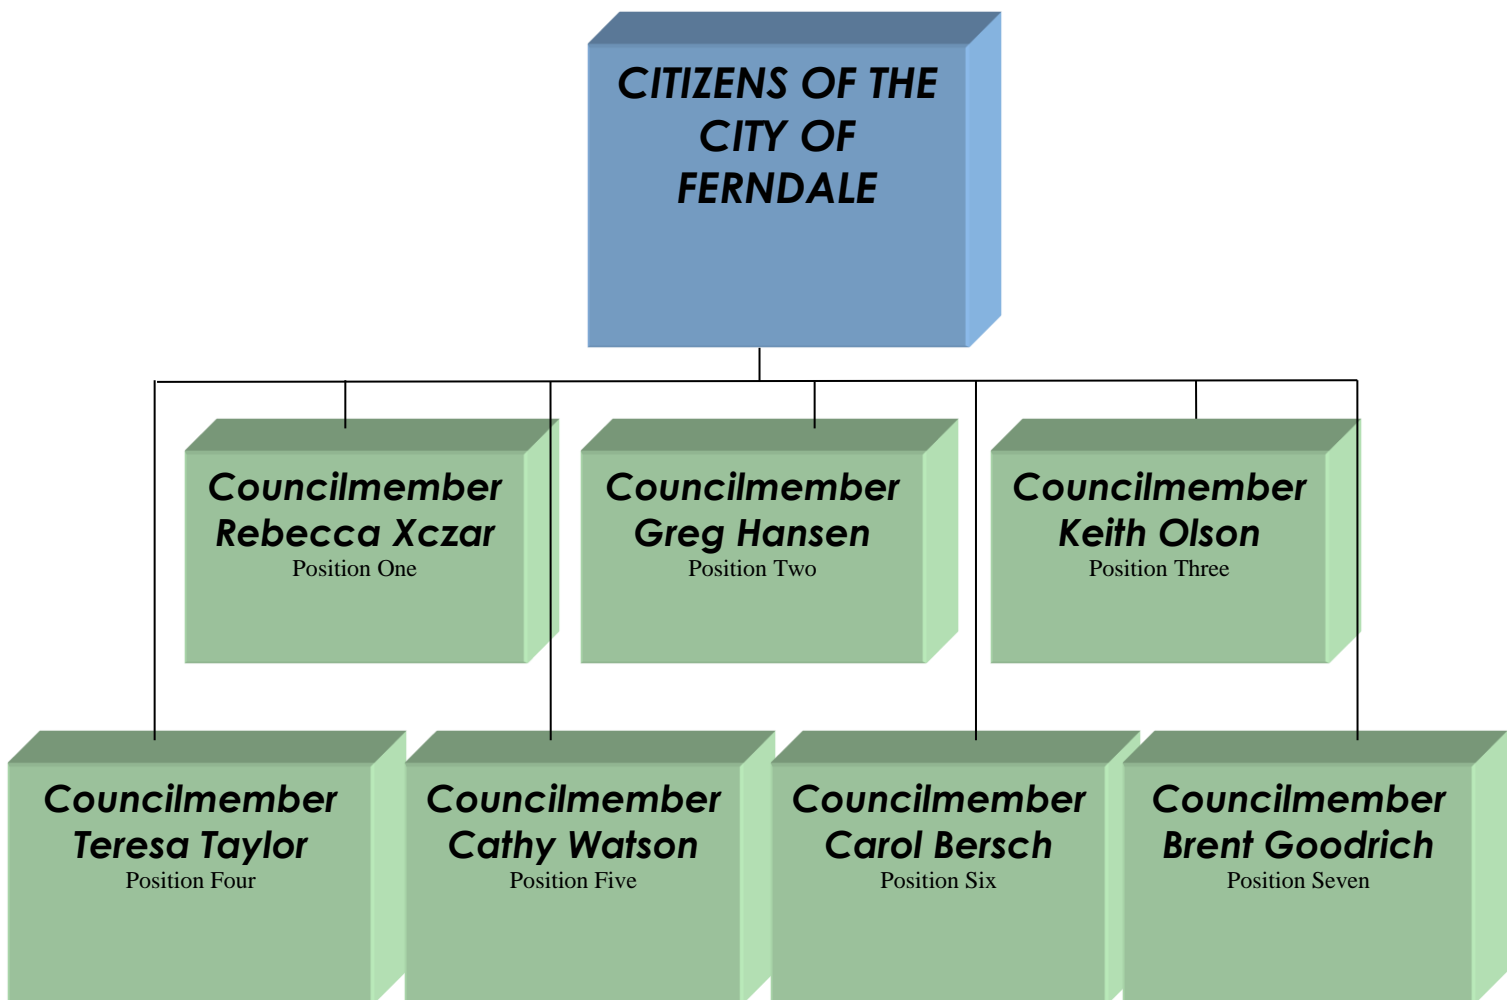 CITIZENS OF THE
CITY OF
FERNDALE
Councilmember
Rebecca Xczar
Position One
Councilmember
Greg Hansen
Position Two
Councilmember
Keith Olson
Position Three
Councilmember
Teresa Taylor
Position Four
Councilmember
Cathy Watson
Position Five
Councilmember
Carol Bersch
Position Six
Councilmember
Brent Goodrich
Position Seven